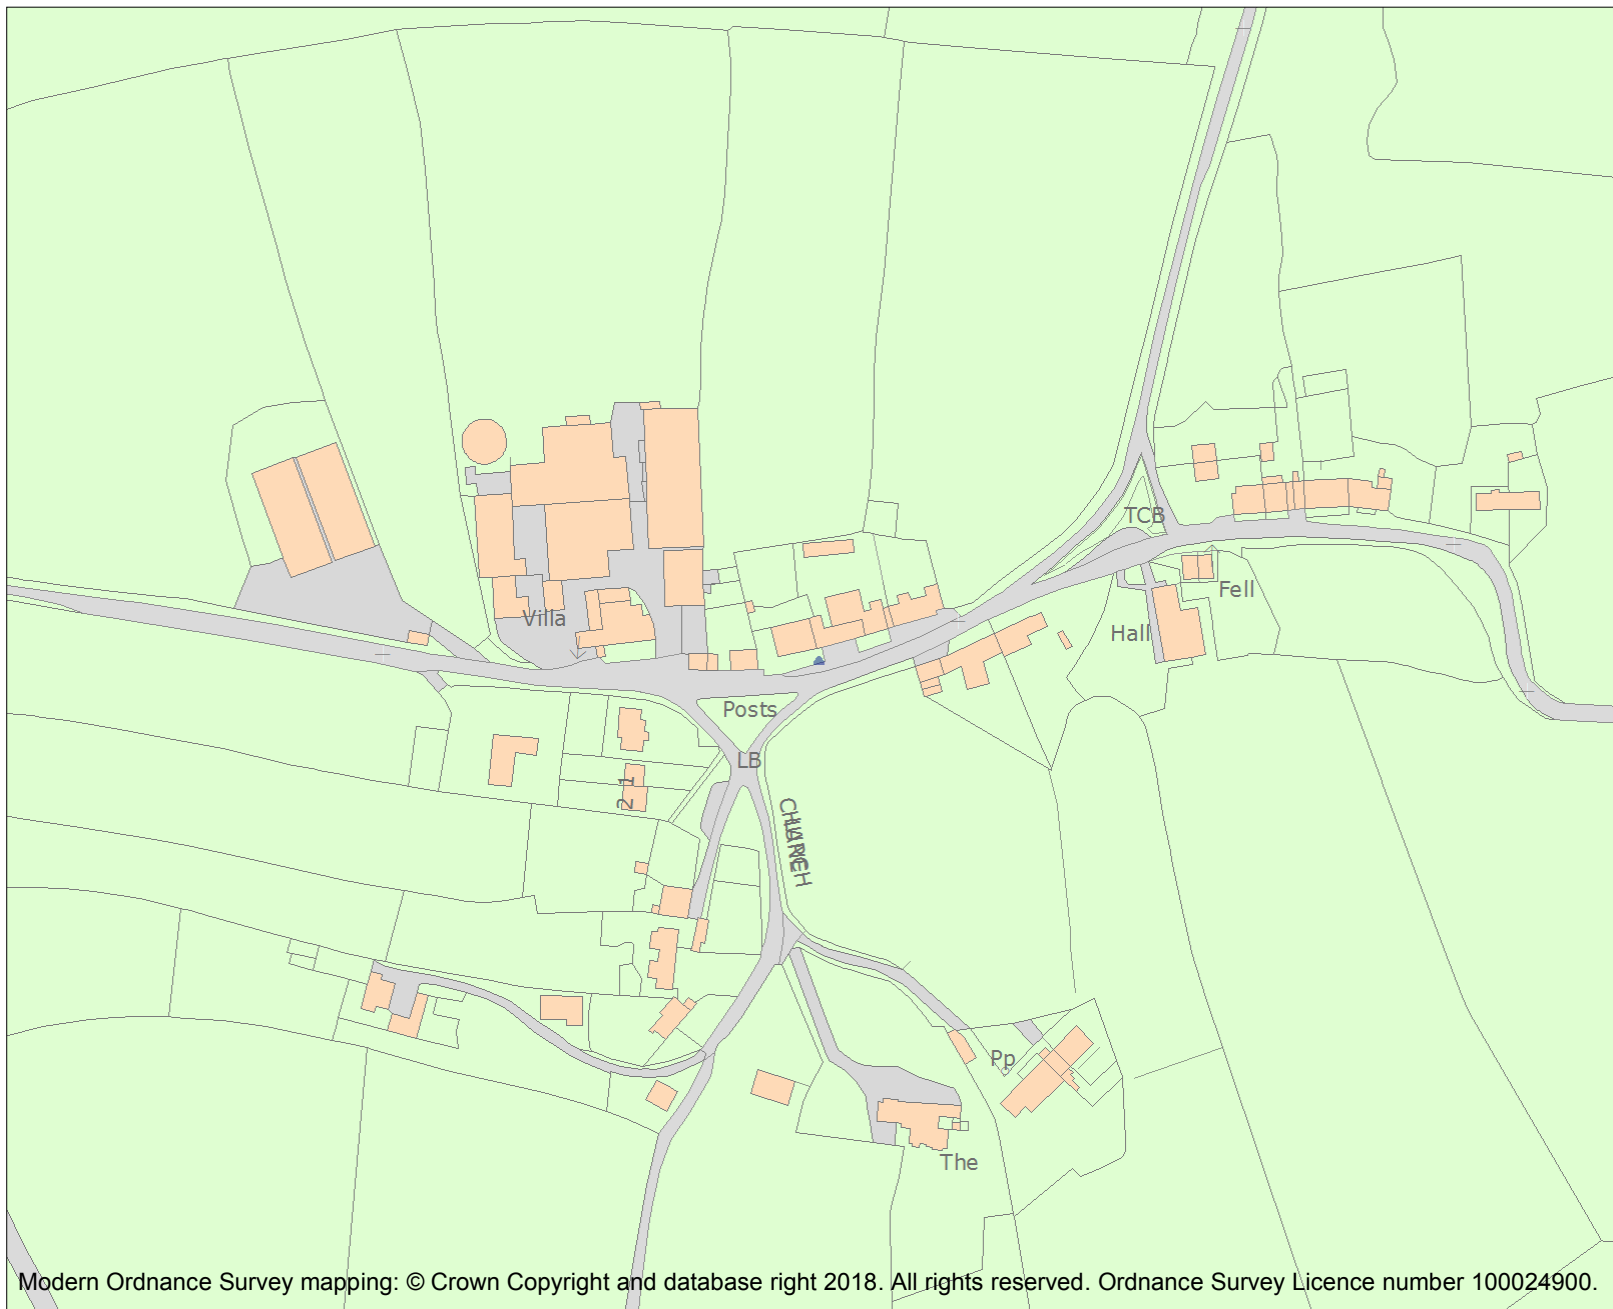 TCB
Fell
Villa
Hall
Posts
LB
2 1
CHURCH
Pp
The
Modern Ordnance Survey mapping: © Crown Copyright and database right 2018. All rights reserved. Ordnance Survey Licence number 100024900.